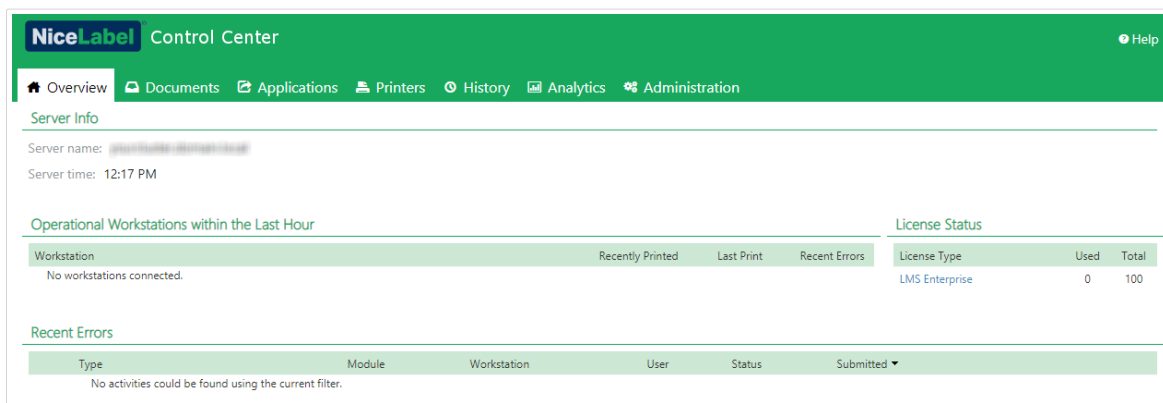 NiceLabel Control Center
Help
Overview Documents Applications Printers History Analytics Administration
Server Info
Server name:
Server time: 12:17 PM
Operational Workstations within the Last Hour
Workstation Recently Printed Last Print Recent Errors
No workstations connected.
License Status
License Type Used Total
LMS Enterprise 0 100
Recent Errors
Type Module Workstation User Status Submitted
No activities could be found using the current filter.